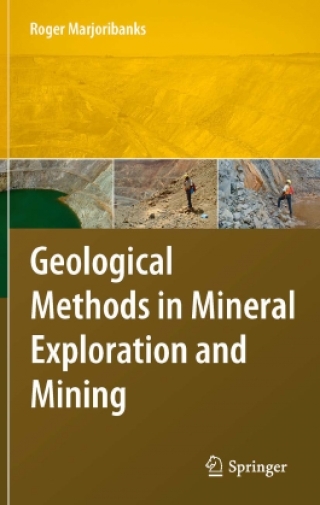 Roger Marjoribanks
Geological
Methods in Mineral
Exploration and
Mining
Springer